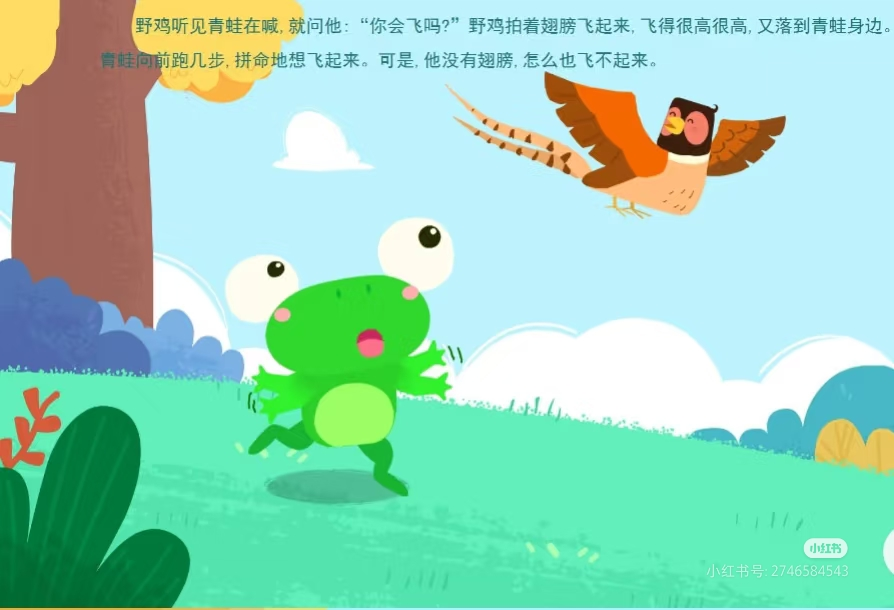 野鸡听见青蛙在喊, 就问他: “你会飞吗?” 野鸡拍着翅膀飞起来, 飞得很高很高, 又落到青蛙身边。
青蛙向前跑几步, 拼命地想飞起来。可是, 他没有翅膀, 怎么也飞不起来。
小红书
小红书号: 2746584543